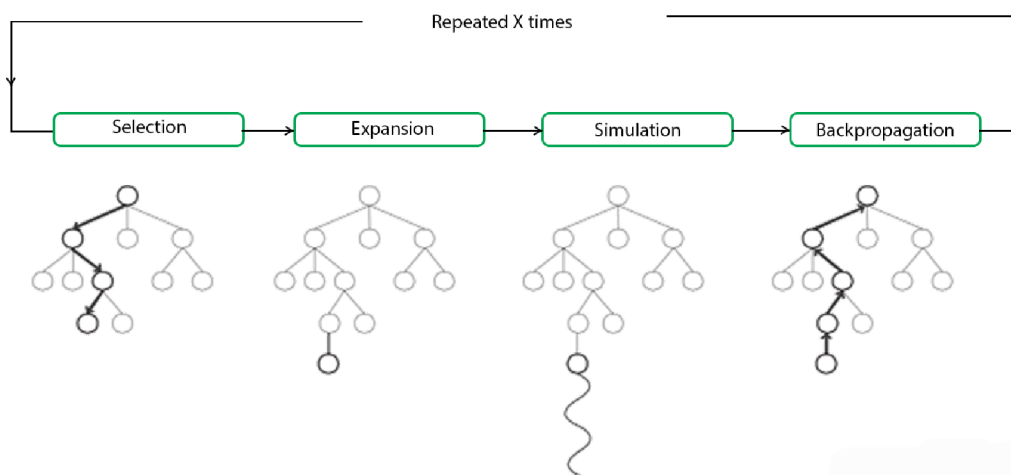 Repeated X times
Selection
Expansion
Simulation
Backpropagation